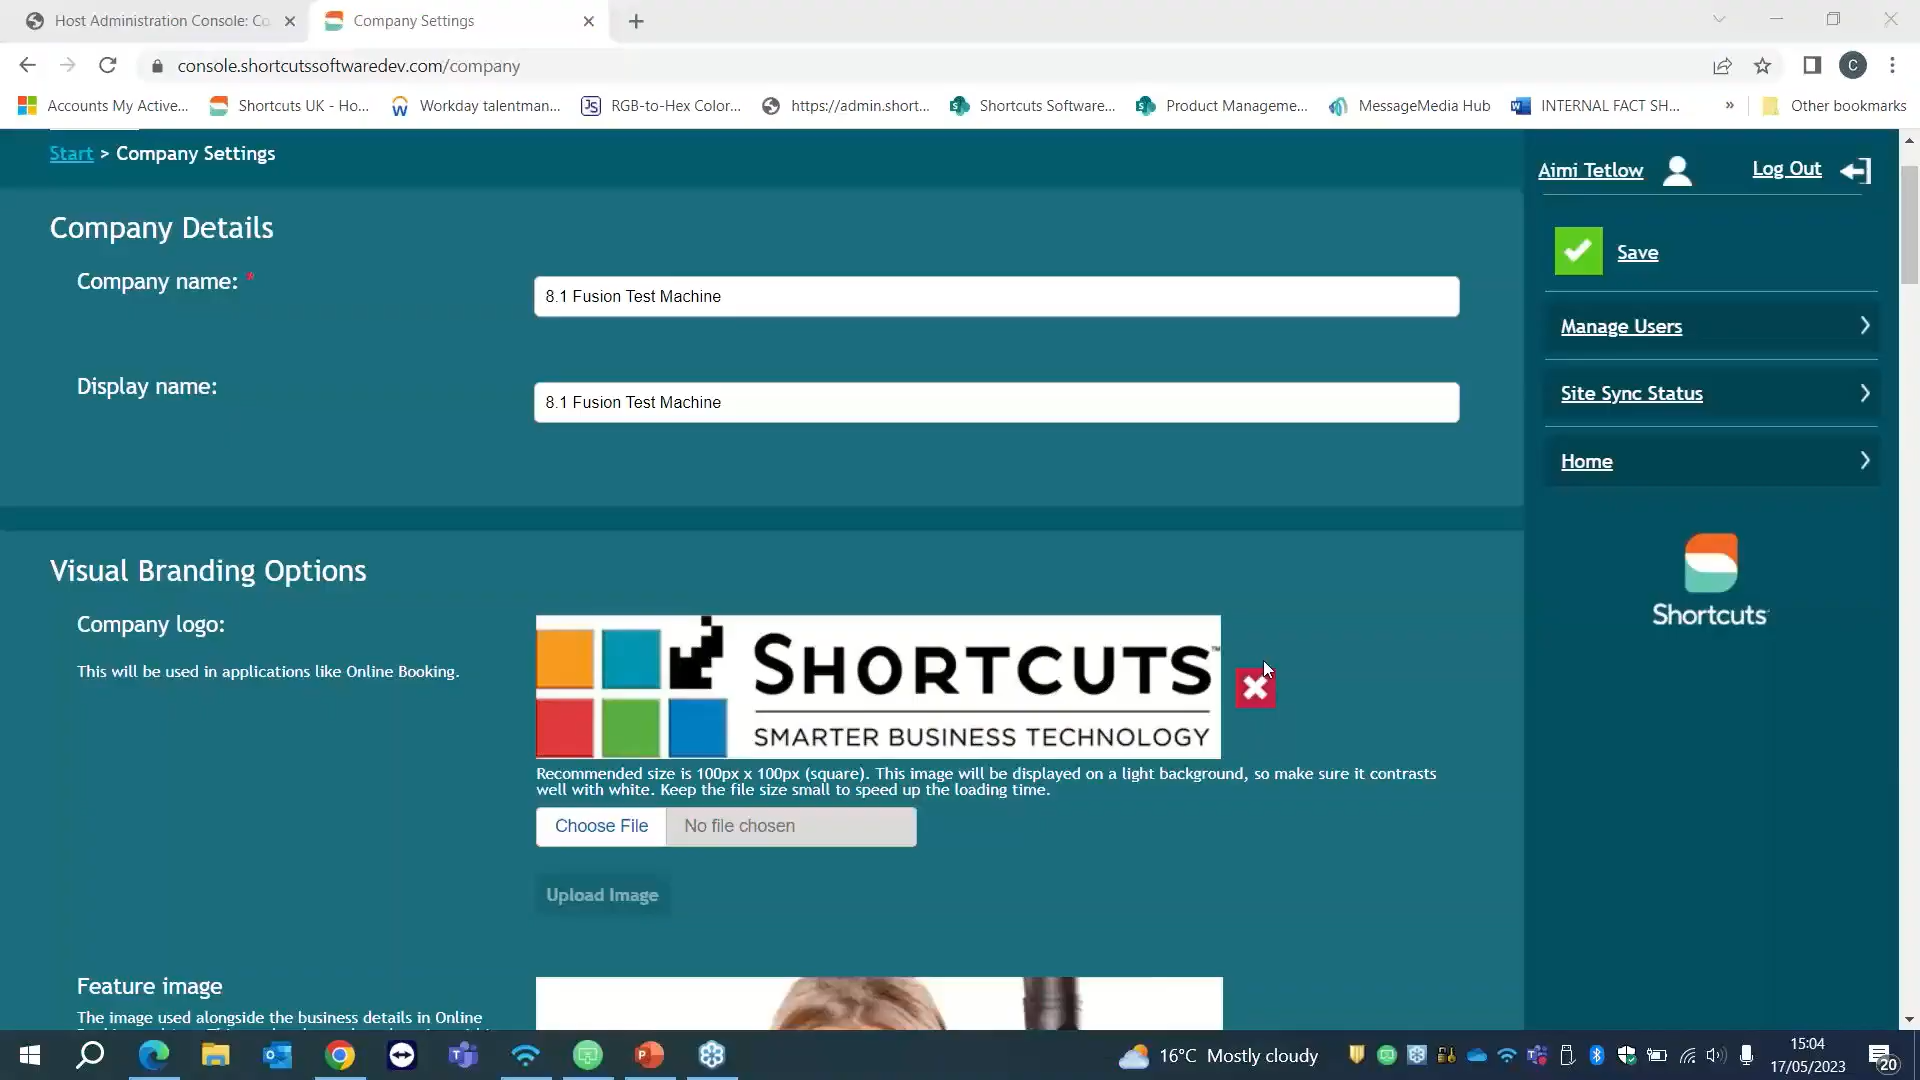 Host Administration Console: Co
Company Settings
console.shortcutssoftwaredev.com/company
C
Accounts My Active...
Shortcuts UK - Ho...
Workday talentman...
RGB-to-Hex Color...
https://admin.short...
Shortcuts Software...
Product Manageme...
MessageMedia Hub
INTERNAL FACT SH...
»
Other bookmarks
Start > Company Settings
Aimi Tetlow
Log Out
Company Details
Company name: *
8.1 Fusion Test Machine
Display name:
8.1 Fusion Test Machine
Save
Manage Users
Site Sync Status
Home
Shortcuts
Visual Branding Options
Company logo:
This will be used in applications like Online Booking.
SHORTCUTS™
SMARTER BUSINESS TECHNOLOGY
Recommended size is 100px x 100px (square). This image will be displayed on a light background, so make sure it contrasts
well with white. Keep the file size small to speed up the loading time.
Choose File
No file chosen
Upload Image
Feature image
The image used alongside the business details in Online
16°C Mostly cloudy
15:04
17/05/2023
20